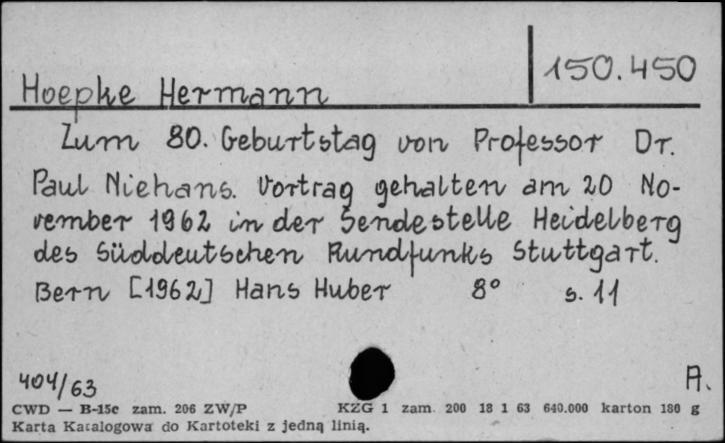 150.450
Hoepke Hermann
Zum 80. Geburtstag von Professor Dr.
Paul Niehans. Vortrag gehalten am 20 No-
vember 1962 in der Sendestelle Heidelberg
des Süddeutschen Rundfunks Stuttgart.
Bern [1962] Hans Huber 8° s. 11
404/63
A.
CWD — B-15c zam. 206 ZW/P KZG 1 zam. 200 18 1 63 640.000 karton 180 g
Karta Katalogowa do Kartoteki z jedną linią.